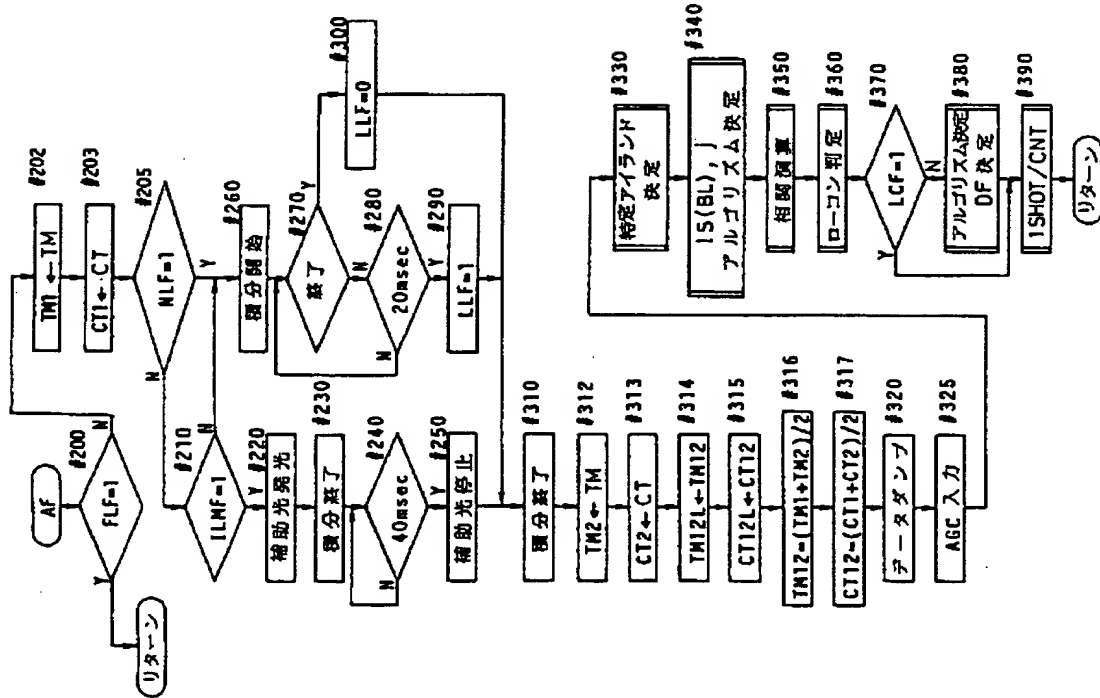 AF
#200
FLF=1
Y
N
リターン
#202
TM1←TM
#203
CT1←CT
#205
NLF=1
N
Y
#210
ILMF=1
N
Y
#220
補助光発光
#230
積分終了
#240
40msec
N
Y
#250
補助光停止
#260
積分開始
#270
終了
Y
N
#280
20msec
N
Y
#290
LLF=1
#300
LLF=0
#310
積分終了
#312
TM2←TM
#313
CT2←CT
#314
TM12L←TM12
#315
CT12L←CT12
#316
TM12=(TM1+TM2)/2
#317
CT12=(CT1+CT2)/2
#320
データダンプ
#325
AGC入力
#330
特定アイランド
決定
#340
IS(BL), j
アルゴリズム決定
#350
相関演算
#360
ローコン判定
#370
LCF=1
Y
N
#380
アルゴリズム決定
DF決定
#390
1SHOT/CNT
リターン